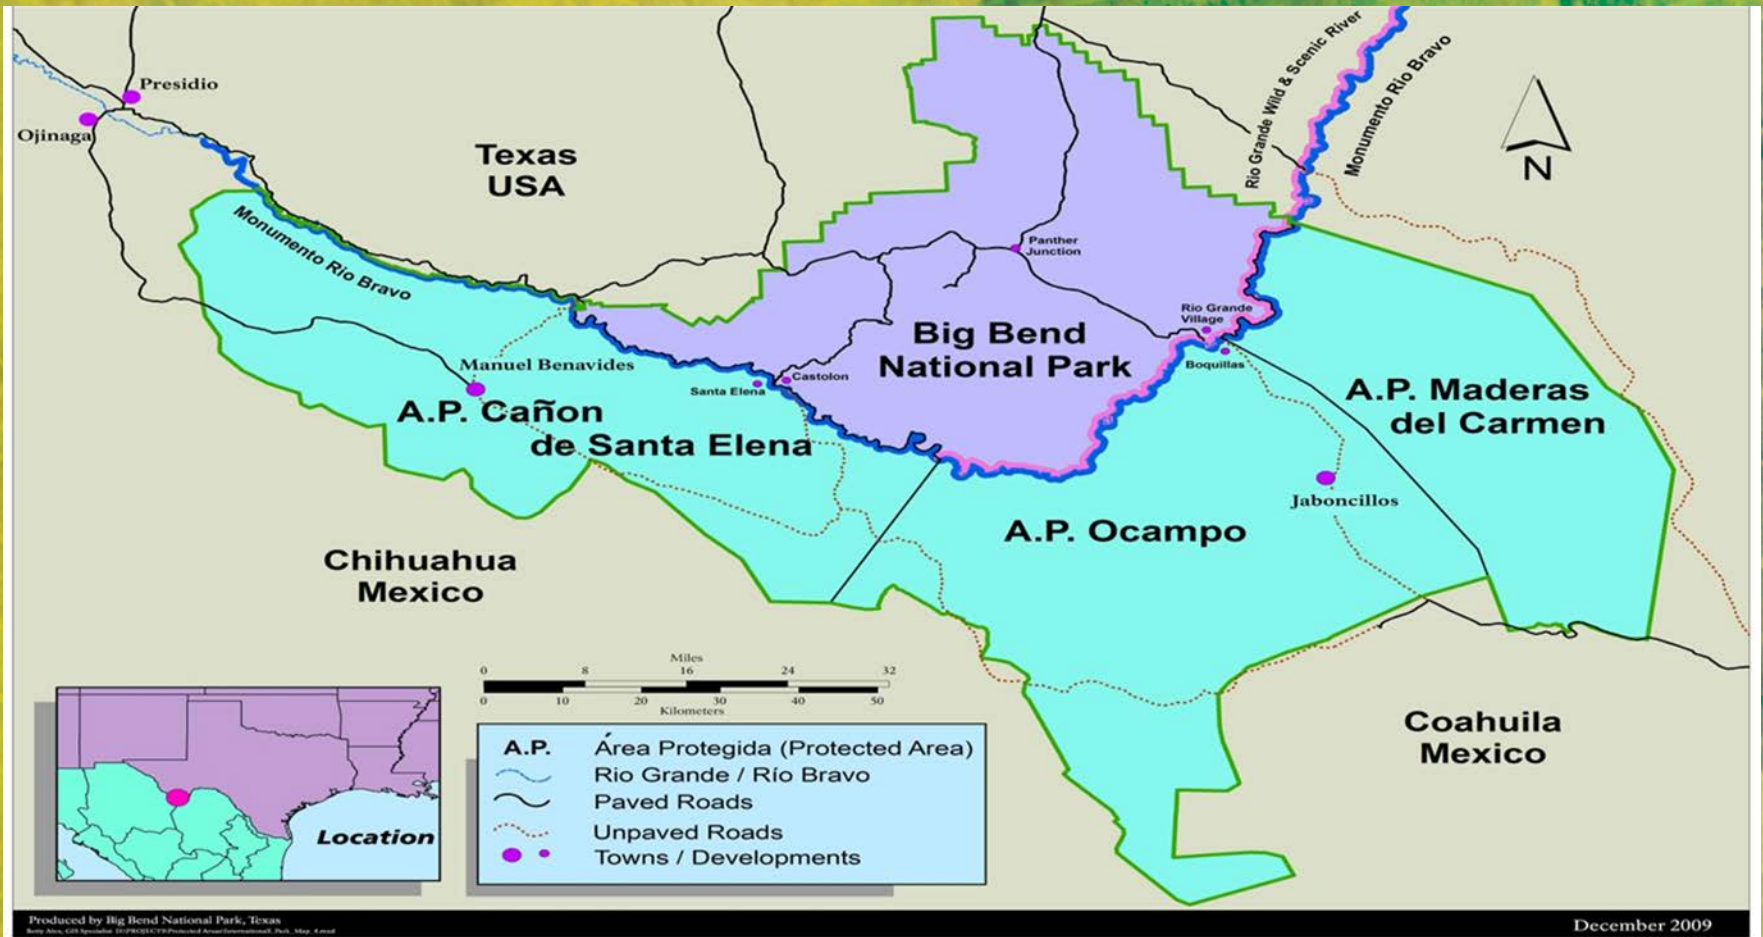 Presidio
Ojinaga
Texas
USA
Rio Grande Wild & Scenic River
Monumento Rio Bravo
N
Monumento Rio Bravo
Panther
Junction
Rio Grande
Village
Big Bend
National Park
Manuel Benavides
Santa Elena
Castolon
Boquillas
A.P. Cañon
de Santa Elena
A.P. Maderas
del Carmen
Jaboncillos
A.P. Ocampo
Chihuahua
Mexico
Coahuila
Mexico
Miles
0 8 16 24 32
0 10 20 30 40 50
Kilometers
A.P. Área Protegida (Protected Area)
Rio Grande / Río Bravo
Paved Roads
Unpaved Roads
Towns / Developments
Location
Produced by Big Bend National Park, Texas
Betty Alex, GIS Specialist
December 2009